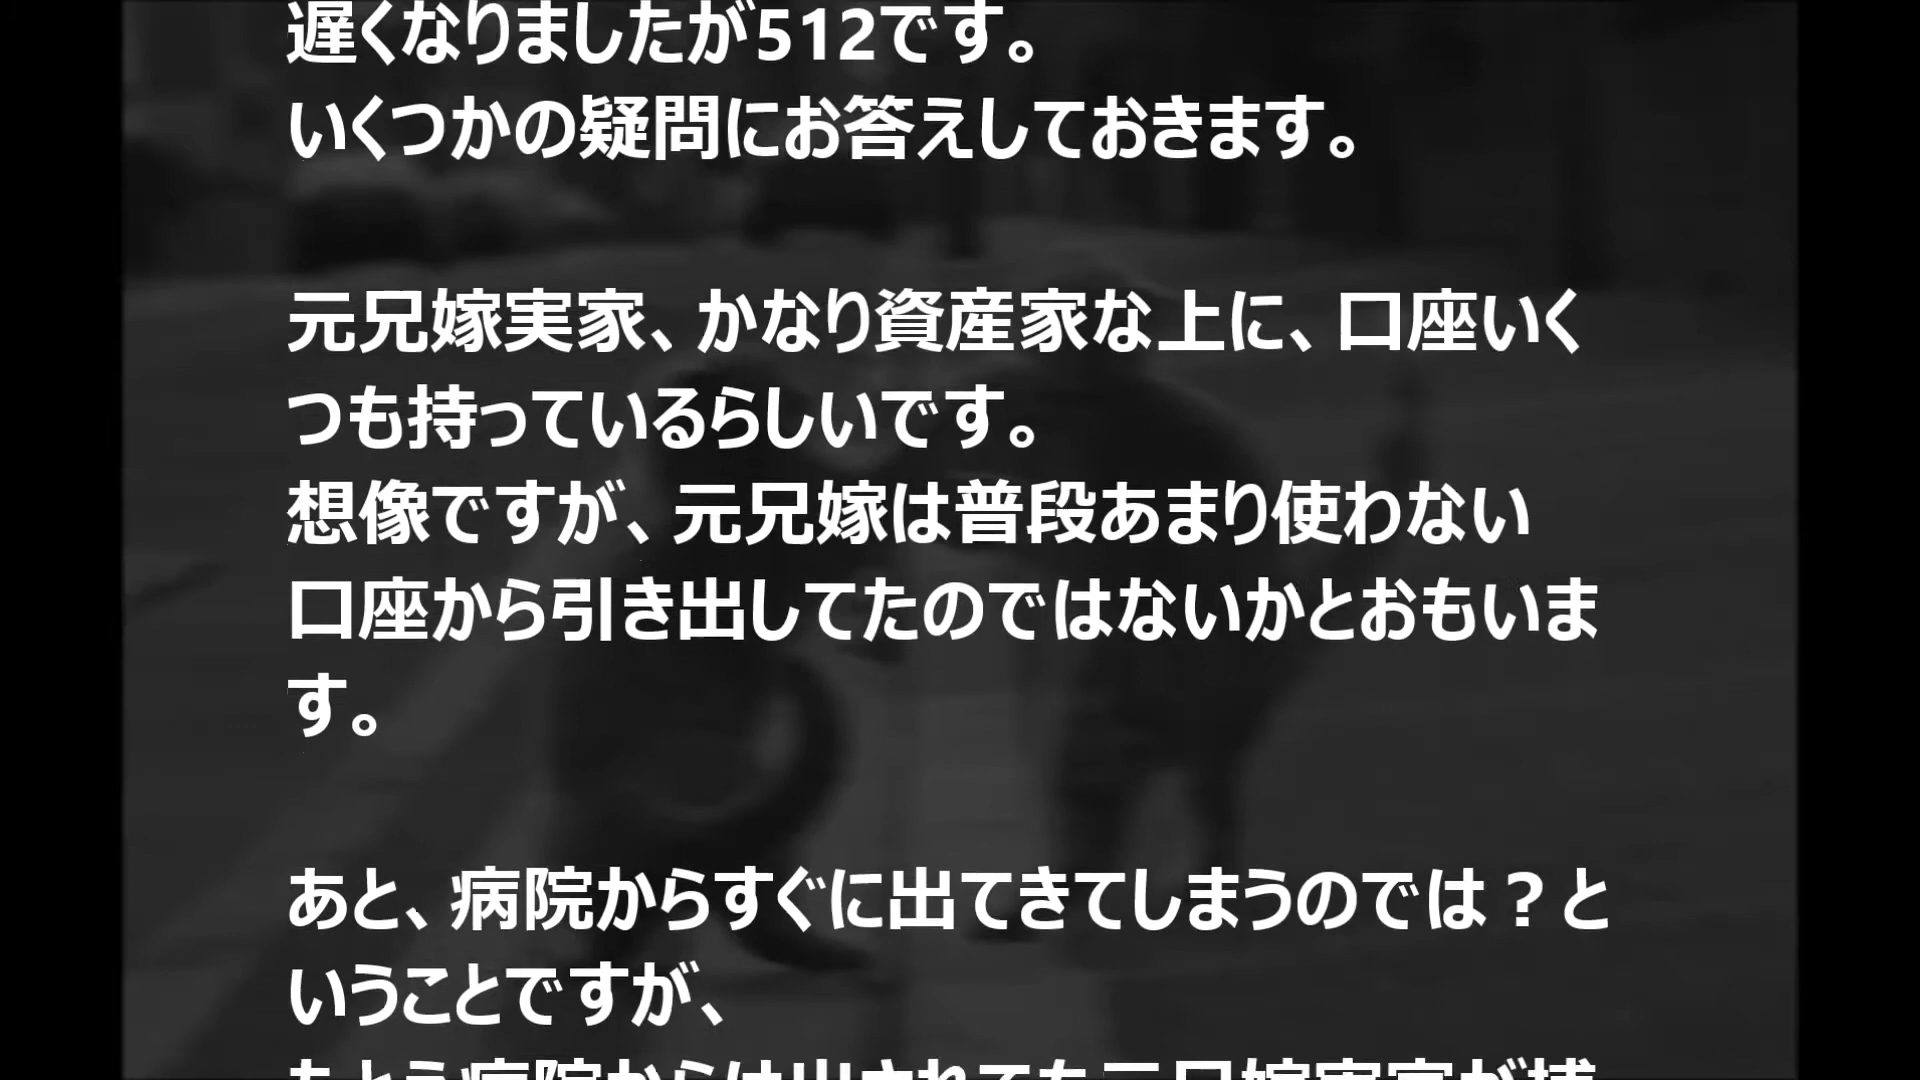 遅くなりましたが512です。
いくつかの疑問にお答えしておきます。
元兄嫁実家、かなり資産家な上に、口座いく
つも持っているらしいです。
想像ですが、元兄嫁は普段あまり使わない
口座から引き出してたのではないかとおもいま
す。
あと、病院からすぐに出てきてしまうのでは？と
いうことですが、